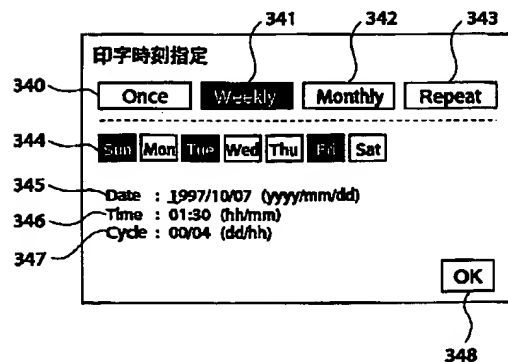 341 342 343
印字時刻指定
340 Once Weekly Monthly Repeat
344 Sun Mon Tue Wed Thu Fri Sat
345 Date : 1997/10/07 (yyyy/mm/dd)
346 Time : 01:30 (hh/mm)
347 Cycle : 00/04 (dd/hh)
OK
348